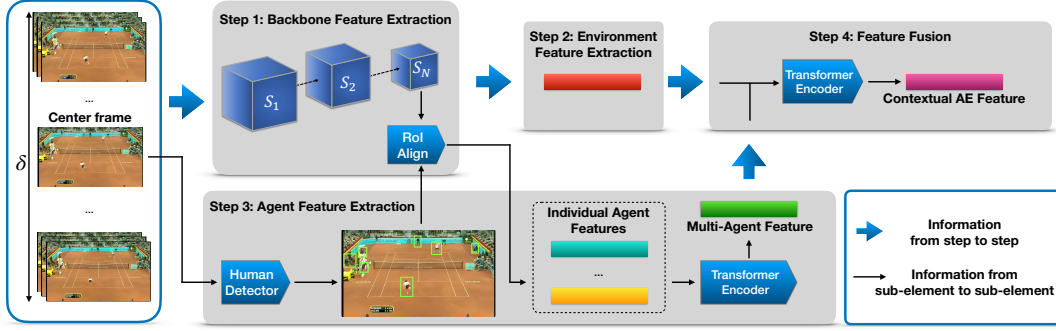 δ
...
Center frame
...
Step 1: Backbone Feature Extraction
S₁
S₂
S_N
RoI
Align
Step 2: Environment
Feature Extraction
Step 3: Agent Feature Extraction
Human
Detector
Individual Agent
Features
...
Transformer
Encoder
Multi-Agent Feature
Step 4: Feature Fusion
Transformer
Encoder
Contextual AE Feature
Information
from step to step
Information from
sub-element to sub-element